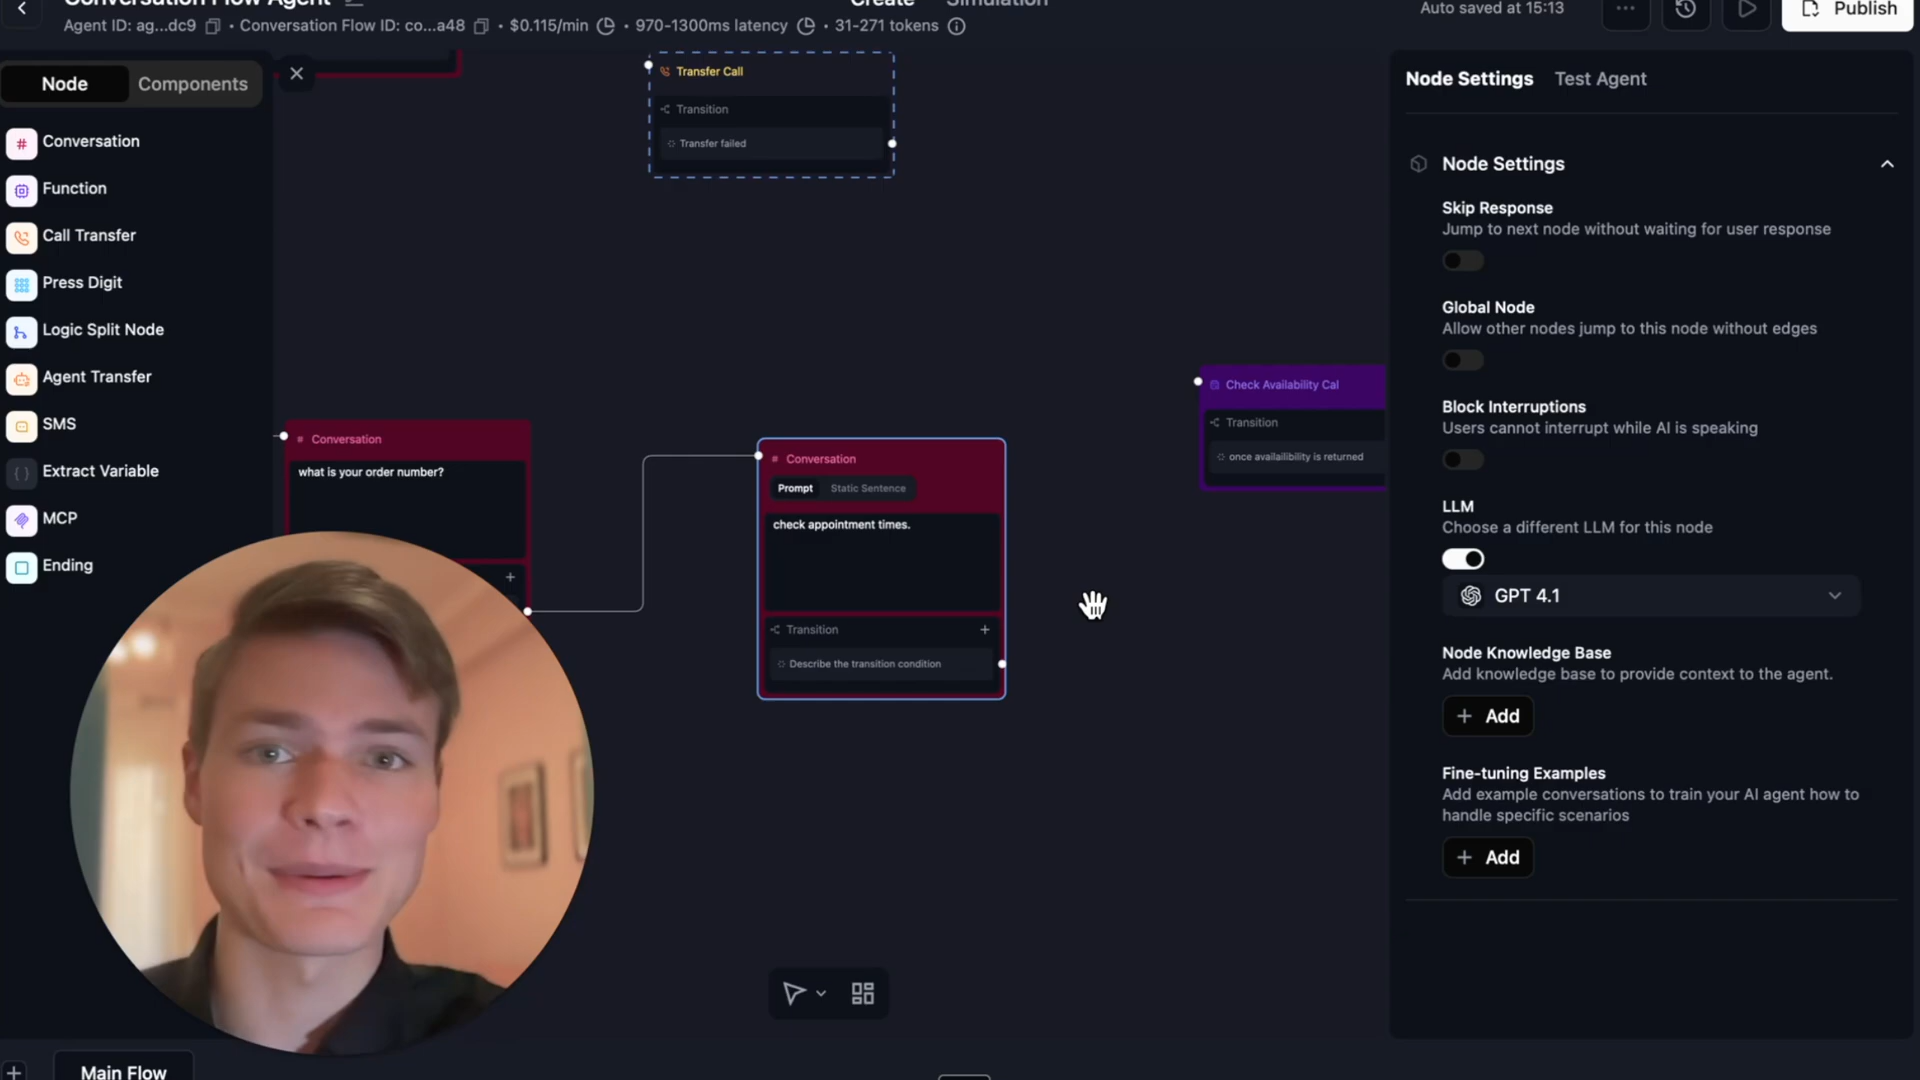 Conversation Flow Agent
Create
Simulation
Agent ID: ag...dc9 • Conversation Flow ID: co...a48 • $0.115/min • 970-1300ms latency • 31-271 tokens
Auto saved at 15:13
Publish
Node
Components
Conversation
Function
Call Transfer
Press Digit
Logic Split Node
Agent Transfer
SMS
Extract Variable
MCP
Ending
Transfer Call
Transition
Transfer failed
Conversation
what is your order number?
Conversation
Prompt
Static Sentence
check appointment times.
Transition
Describe the transition condition
Check Availability Cal
Transition
once availailibility is returned
Node Settings
Test Agent
Node Settings
Skip Response
Jump to next node without waiting for user response
Global Node
Allow other nodes jump to this node without edges
Block Interruptions
Users cannot interrupt while AI is speaking
LLM
Choose a different LLM for this node
GPT 4.1
Node Knowledge Base
Add knowledge base to provide context to the agent.
Add
Fine-tuning Examples
Add example conversations to train your AI agent how to
handle specific scenarios
Add
Main Flow